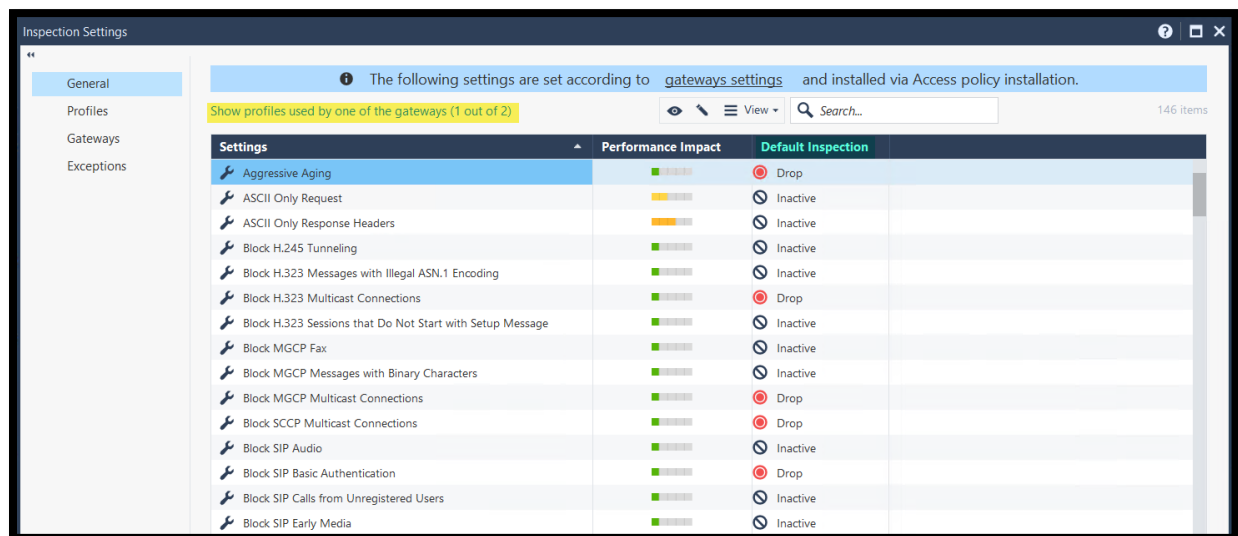 Inspection Settings
General
Profiles
Gateways
Exceptions
The following settings are set according to gateways settings and installed via Access policy installation.
Show profiles used by one of the gateways (1 out of 2)
View
Search...
146 items
Settings Performance Impact Default Inspection
Aggressive Aging Drop
ASCII Only Request Inactive
ASCII Only Response Headers Inactive
Block H.245 Tunneling Inactive
Block H.323 Messages with Illegal ASN.1 Encoding Inactive
Block H.323 Multicast Connections Drop
Block H.323 Sessions that Do Not Start with Setup Message Inactive
Block MGCP Fax Inactive
Block MGCP Messages with Binary Characters Inactive
Block MGCP Multicast Connections Drop
Block SCCP Multicast Connections Drop
Block SIP Audio Inactive
Block SIP Basic Authentication Drop
Block SIP Calls from Unregistered Users Inactive
Block SIP Early Media Inactive